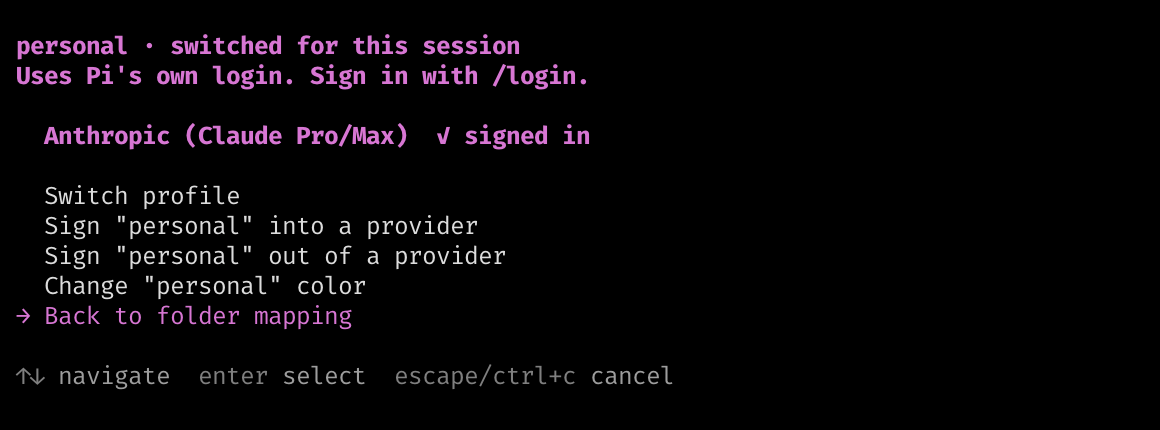 personal · switched for this session
Uses Pi's own login. Sign in with /login.
Anthropic (Claude Pro/Max)  √ signed in
Switch profile
Sign "personal" into a provider
Sign "personal" out of a provider
Change "personal" color
→ Back to folder mapping
↑↓ navigate  enter select  escape/ctrl+c cancel